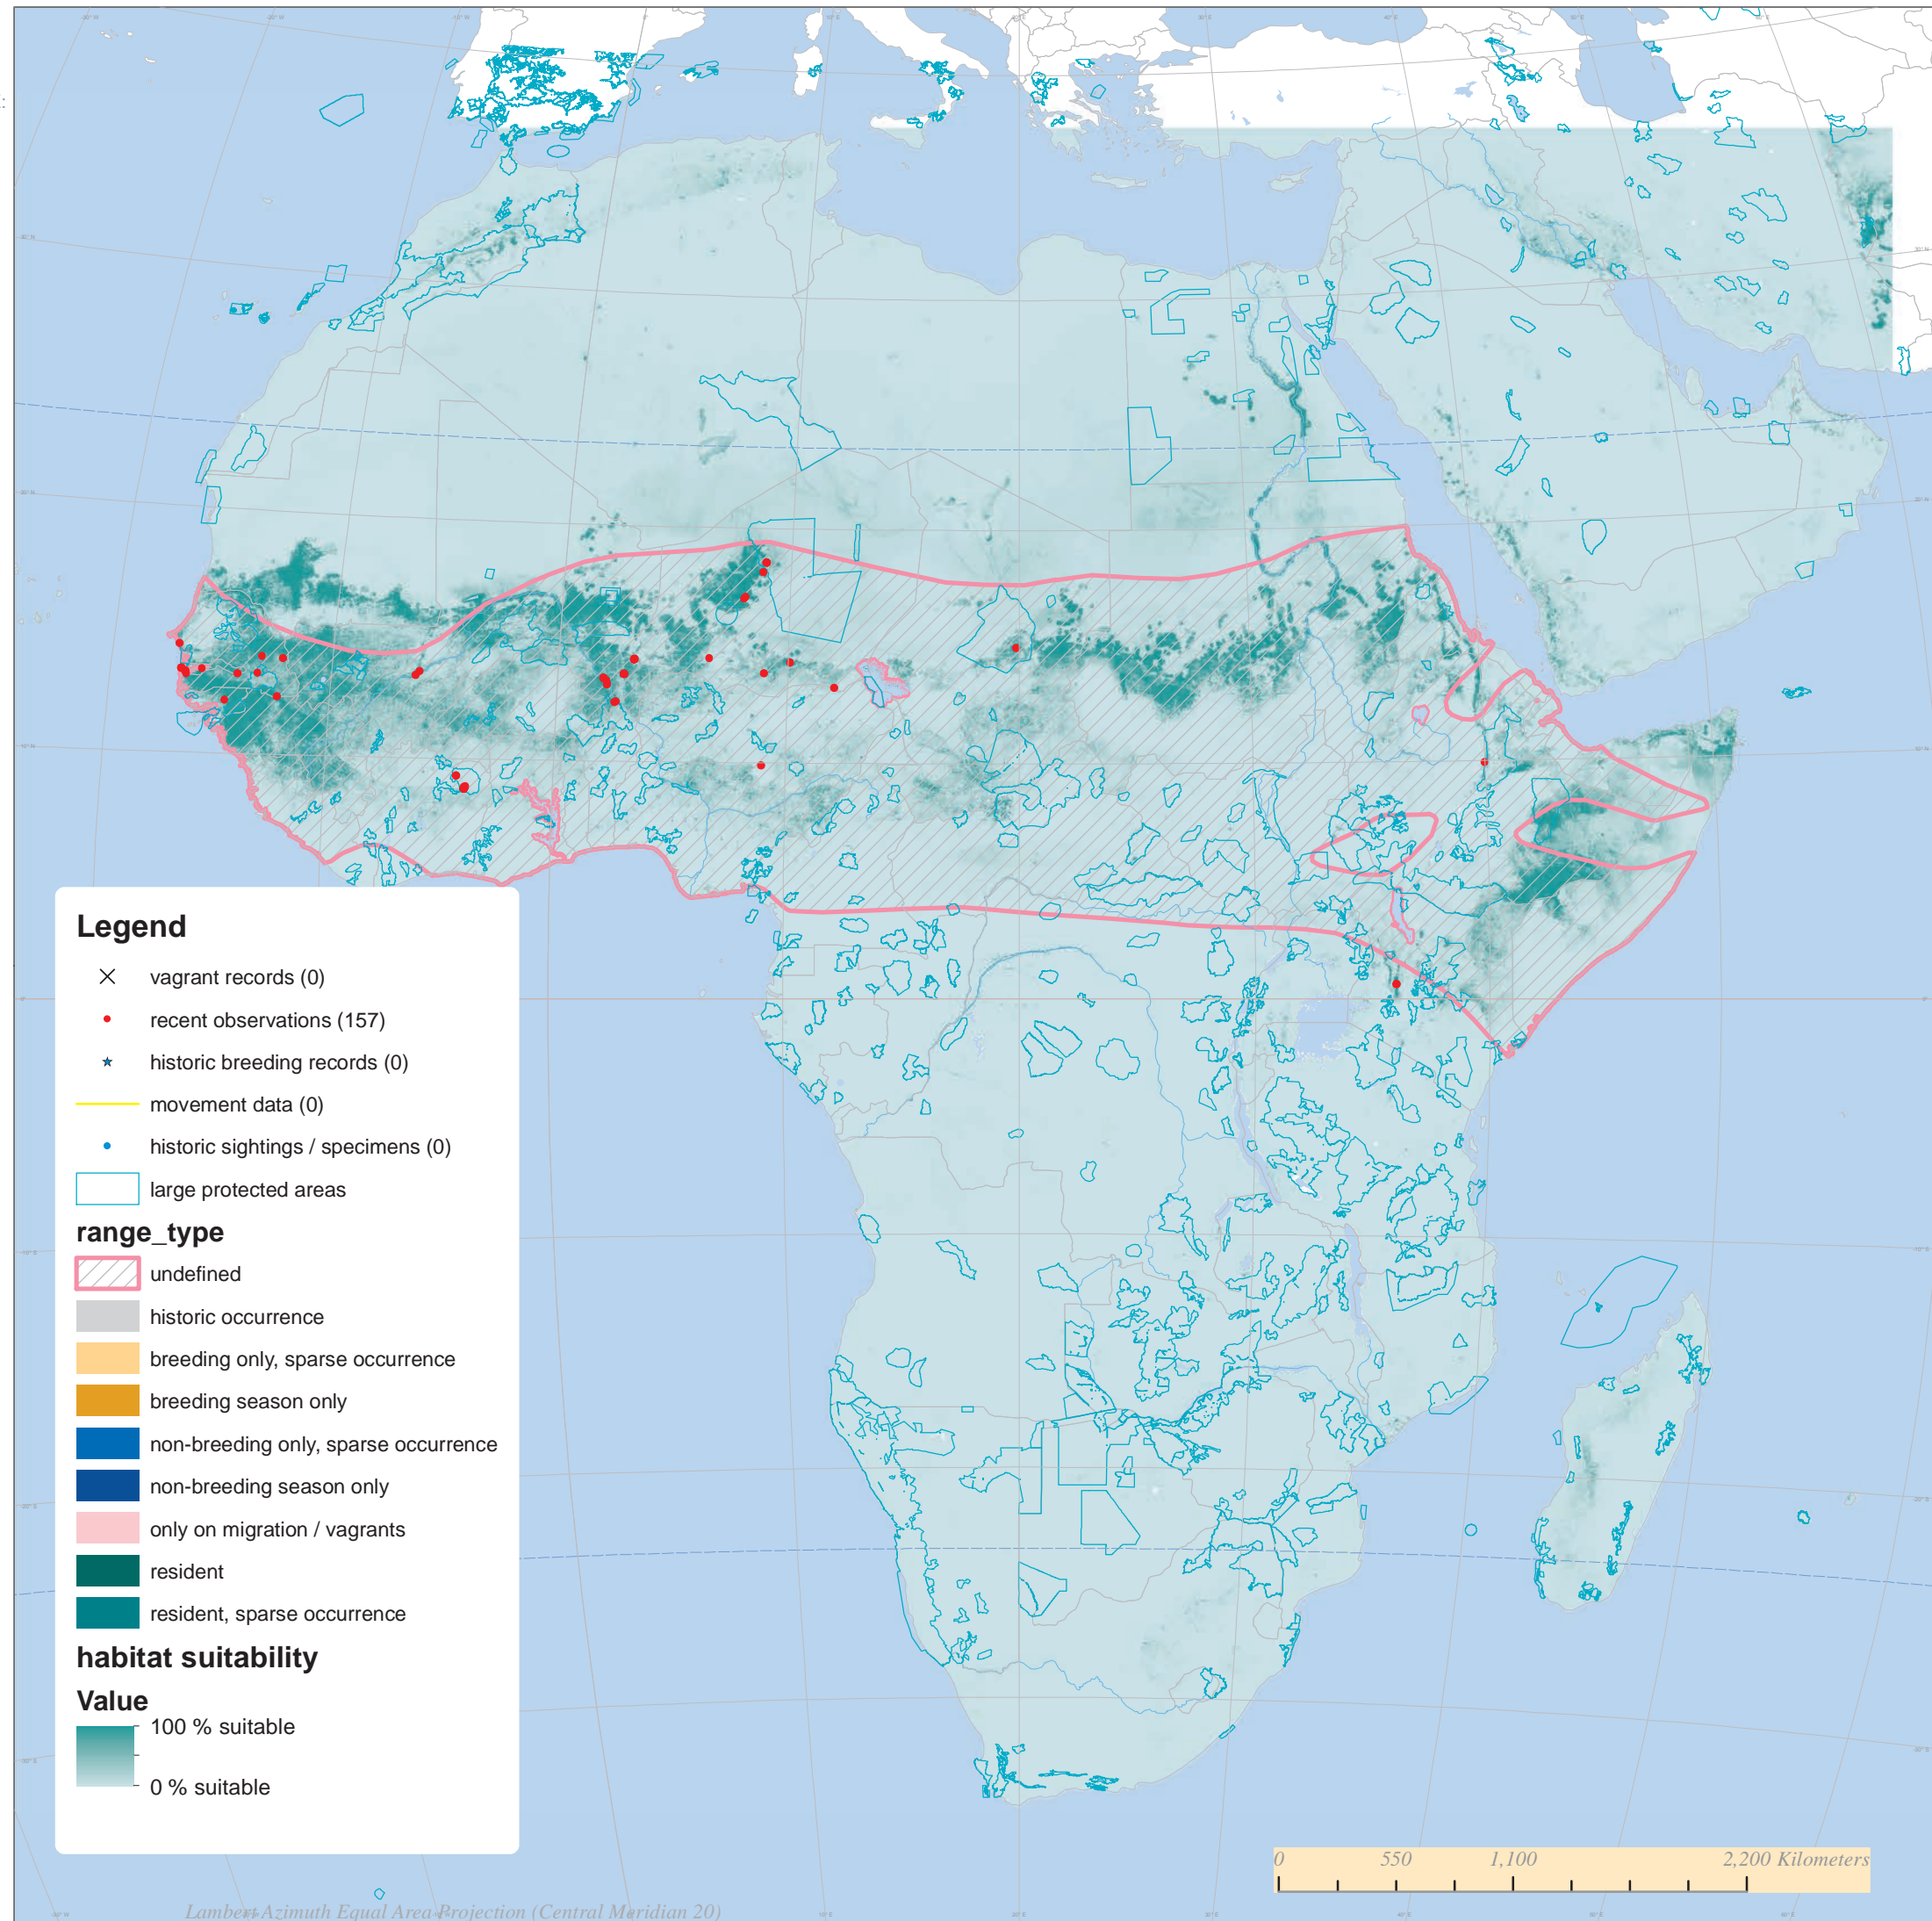 Legend
vagrant records (0)
recent observations (157)
historic breeding records (0)
movement data (0)
historic sightings / specimens (0)
large protected areas
range_type
undefined
historic occurrence
breeding only, sparse occurrence
breeding season only
non-breeding only, sparse occurrence
non-breeding season only
only on migration / vagrants
resident
resident, sparse occurrence
habitat suitability
Value
100 % suitable
0 % suitable
0 550 1,100 2,200 Kilometers
Lambert Azimuth Equal Area Projection (Central Meridian 20)